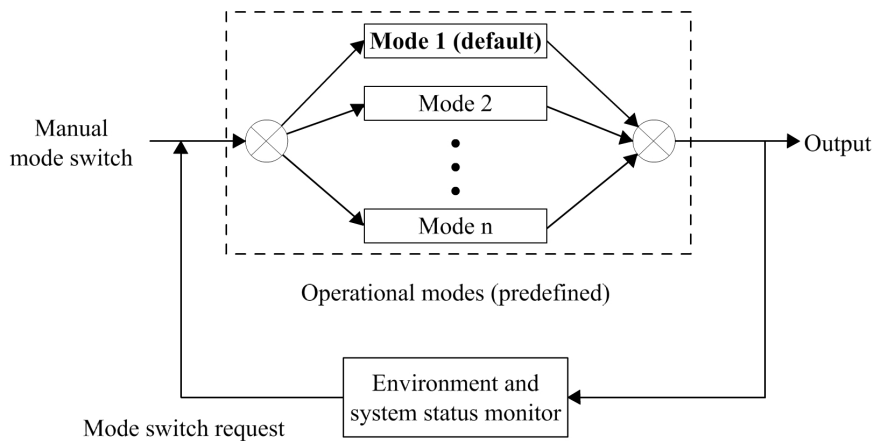 Mode 1 (default)
Mode 2
Manual
mode switch
Output
Mode n
Operational modes (predefined)
Environment and
system status monitor
Mode switch request